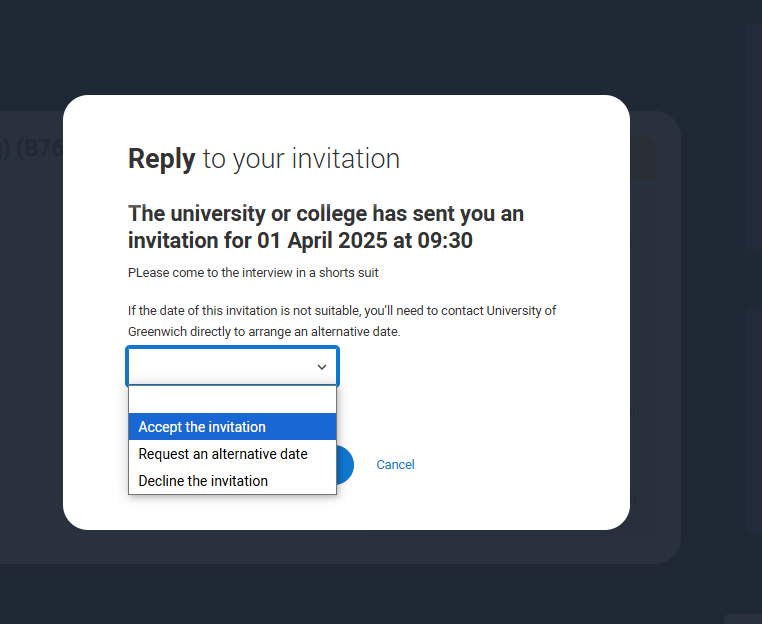 ) (B76
Reply to your invitation
The university or college has sent you an
invitation for 01 April 2025 at 09:30
PLease come to the interview in a shorts suit
If the date of this invitation is not suitable, you'll need to contact University of
Greenwich directly to arrange an alternative date.
Accept the invitation
Request an alternative date
Decline the invitation
Cancel